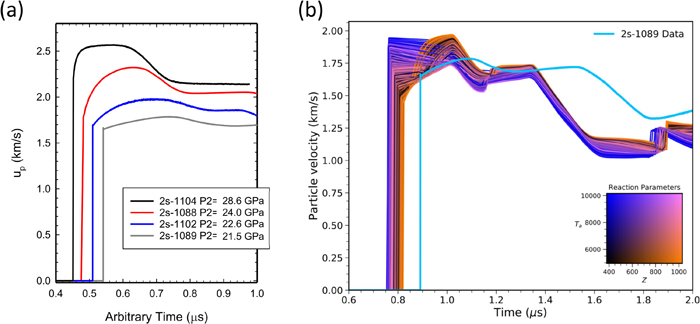 (a)
2.5
2.0
1.5
1.0
0.5
0.0
u_p (km/s)
2s-1104 P2= 28.6 GPa
2s-1088 P2= 24.0 GPa
2s-1102 P2= 22.6 GPa
2s-1089 P2= 21.5 GPa
0.4 0.5 0.6 0.7 0.8 0.9 1.0
Arbitrary Time (μs)
(b)
2.00
1.75
1.50
1.25
1.00
0.75
0.50
0.25
0.00
Particle velocity (km/s)
2s-1089 Data
Reaction Parameters
10000
8000
6000
T_a
400 600 800 1000
Z
0.6 0.8 1.0 1.2 1.4 1.6 1.8 2.0
Time (μs)